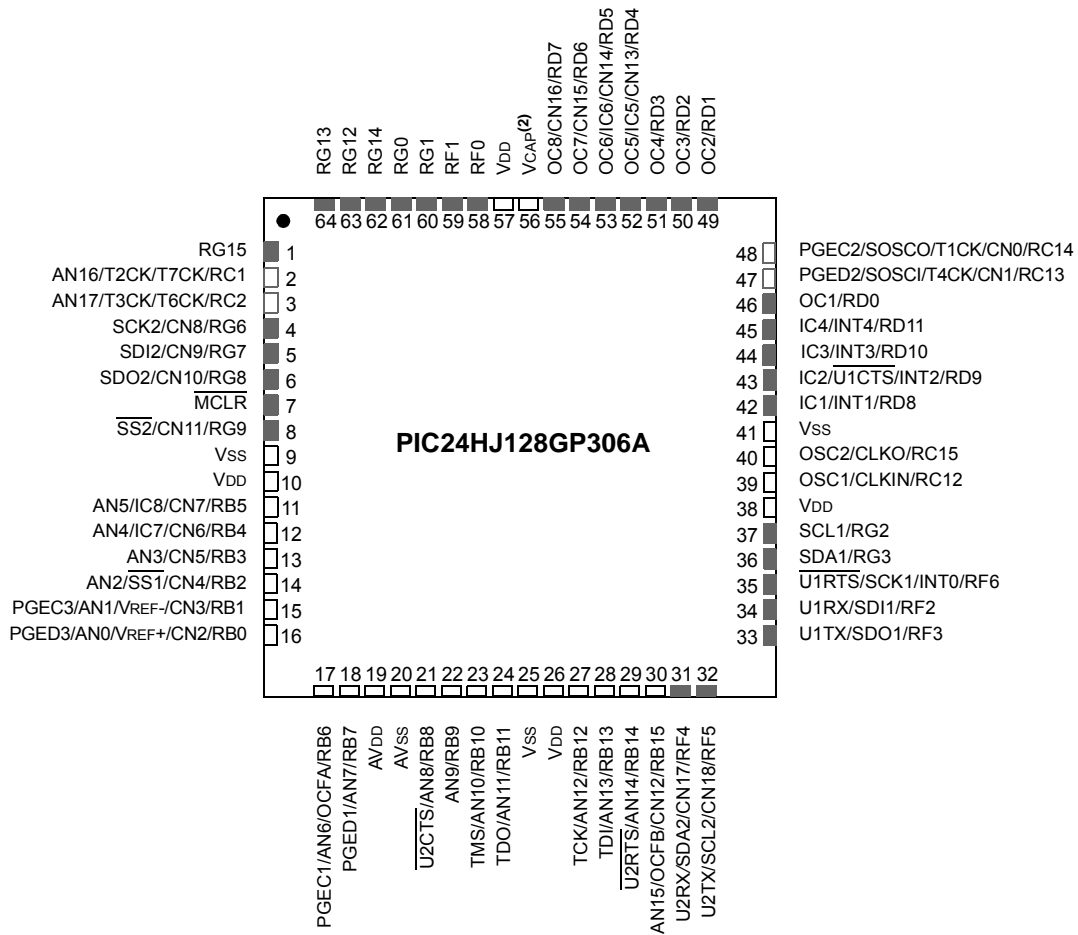 RG13
RG12
RG14
RG0
RG1
RF1
RF0
VDD
VCAP(2)
OC8/CN16/RD7
OC7/CN15/RD6
OC6/IC6/CN14/RD5
OC5/IC5/CN13/RD4
OC4/RD3
OC3/RD2
OC2/RD1
64 63 62 61 60 59 58 57 56 55 54 53 52 51 50 49
RG15 1
AN16/T2CK/T7CK/RC1 2
AN17/T3CK/T6CK/RC2 3
SCK2/CN8/RG6 4
SDI2/CN9/RG7 5
SDO2/CN10/RG8 6
MCLR 7
SS2/CN11/RG9 8
VSS 9
VDD 10
AN5/IC8/CN7/RB5 11
AN4/IC7/CN6/RB4 12
AN3/CN5/RB3 13
AN2/SS1/CN4/RB2 14
PGEC3/AN1/VREF-/CN3/RB1 15
PGED3/AN0/VREF+/CN2/RB0 16
PIC24HJ128GP306A
48 PGEC2/SOSCO/T1CK/CN0/RC14
47 PGED2/SOSCI/T4CK/CN1/RC13
46 OC1/RD0
45 IC4/INT4/RD11
44 IC3/INT3/RD10
43 IC2/U1CTS/INT2/RD9
42 IC1/INT1/RD8
41 VSS
40 OSC2/CLKO/RC15
39 OSC1/CLKIN/RC12
38 VDD
37 SCL1/RG2
36 SDA1/RG3
35 U1RTS/SCK1/INT0/RF6
34 U1RX/SDI1/RF2
33 U1TX/SDO1/RF3
17 18 19 20 21 22 23 24 25 26 27 28 29 30 31 32
PGEC1/AN6/OCFA/RB6
PGED1/AN7/RB7
AVDD
AVSS
U2CTS/AN8/RB8
AN9/RB9
TMS/AN10/RB10
TDO/AN11/RB11
VSS
VDD
TCK/AN12/RB12
TDI/AN13/RB13
U2RTS/AN14/RB14
AN15/OCFB/CN12/RB15
U2RX/SDA2/CN17/RF4
U2TX/SCL2/CN18/RF5